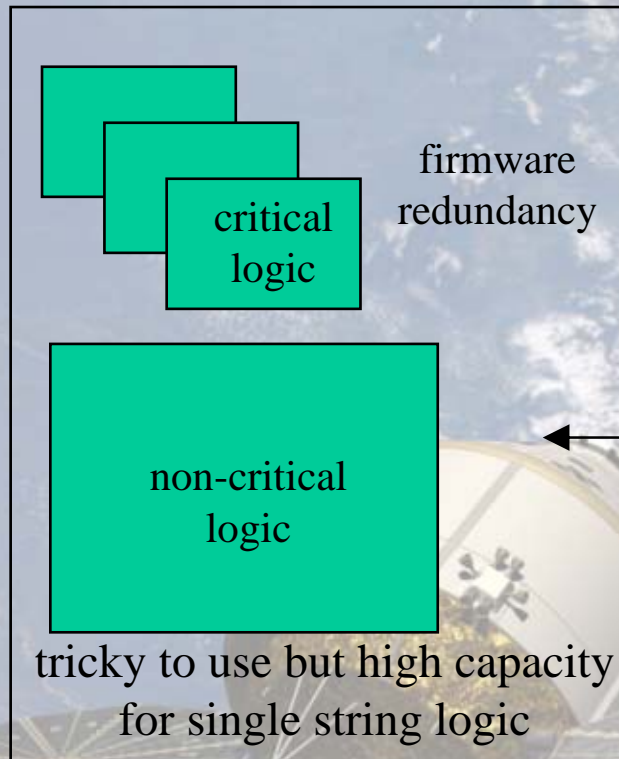 firmware
redundancy
critical
logic
non-critical
logic
tricky to use but high capacity
for single string logic